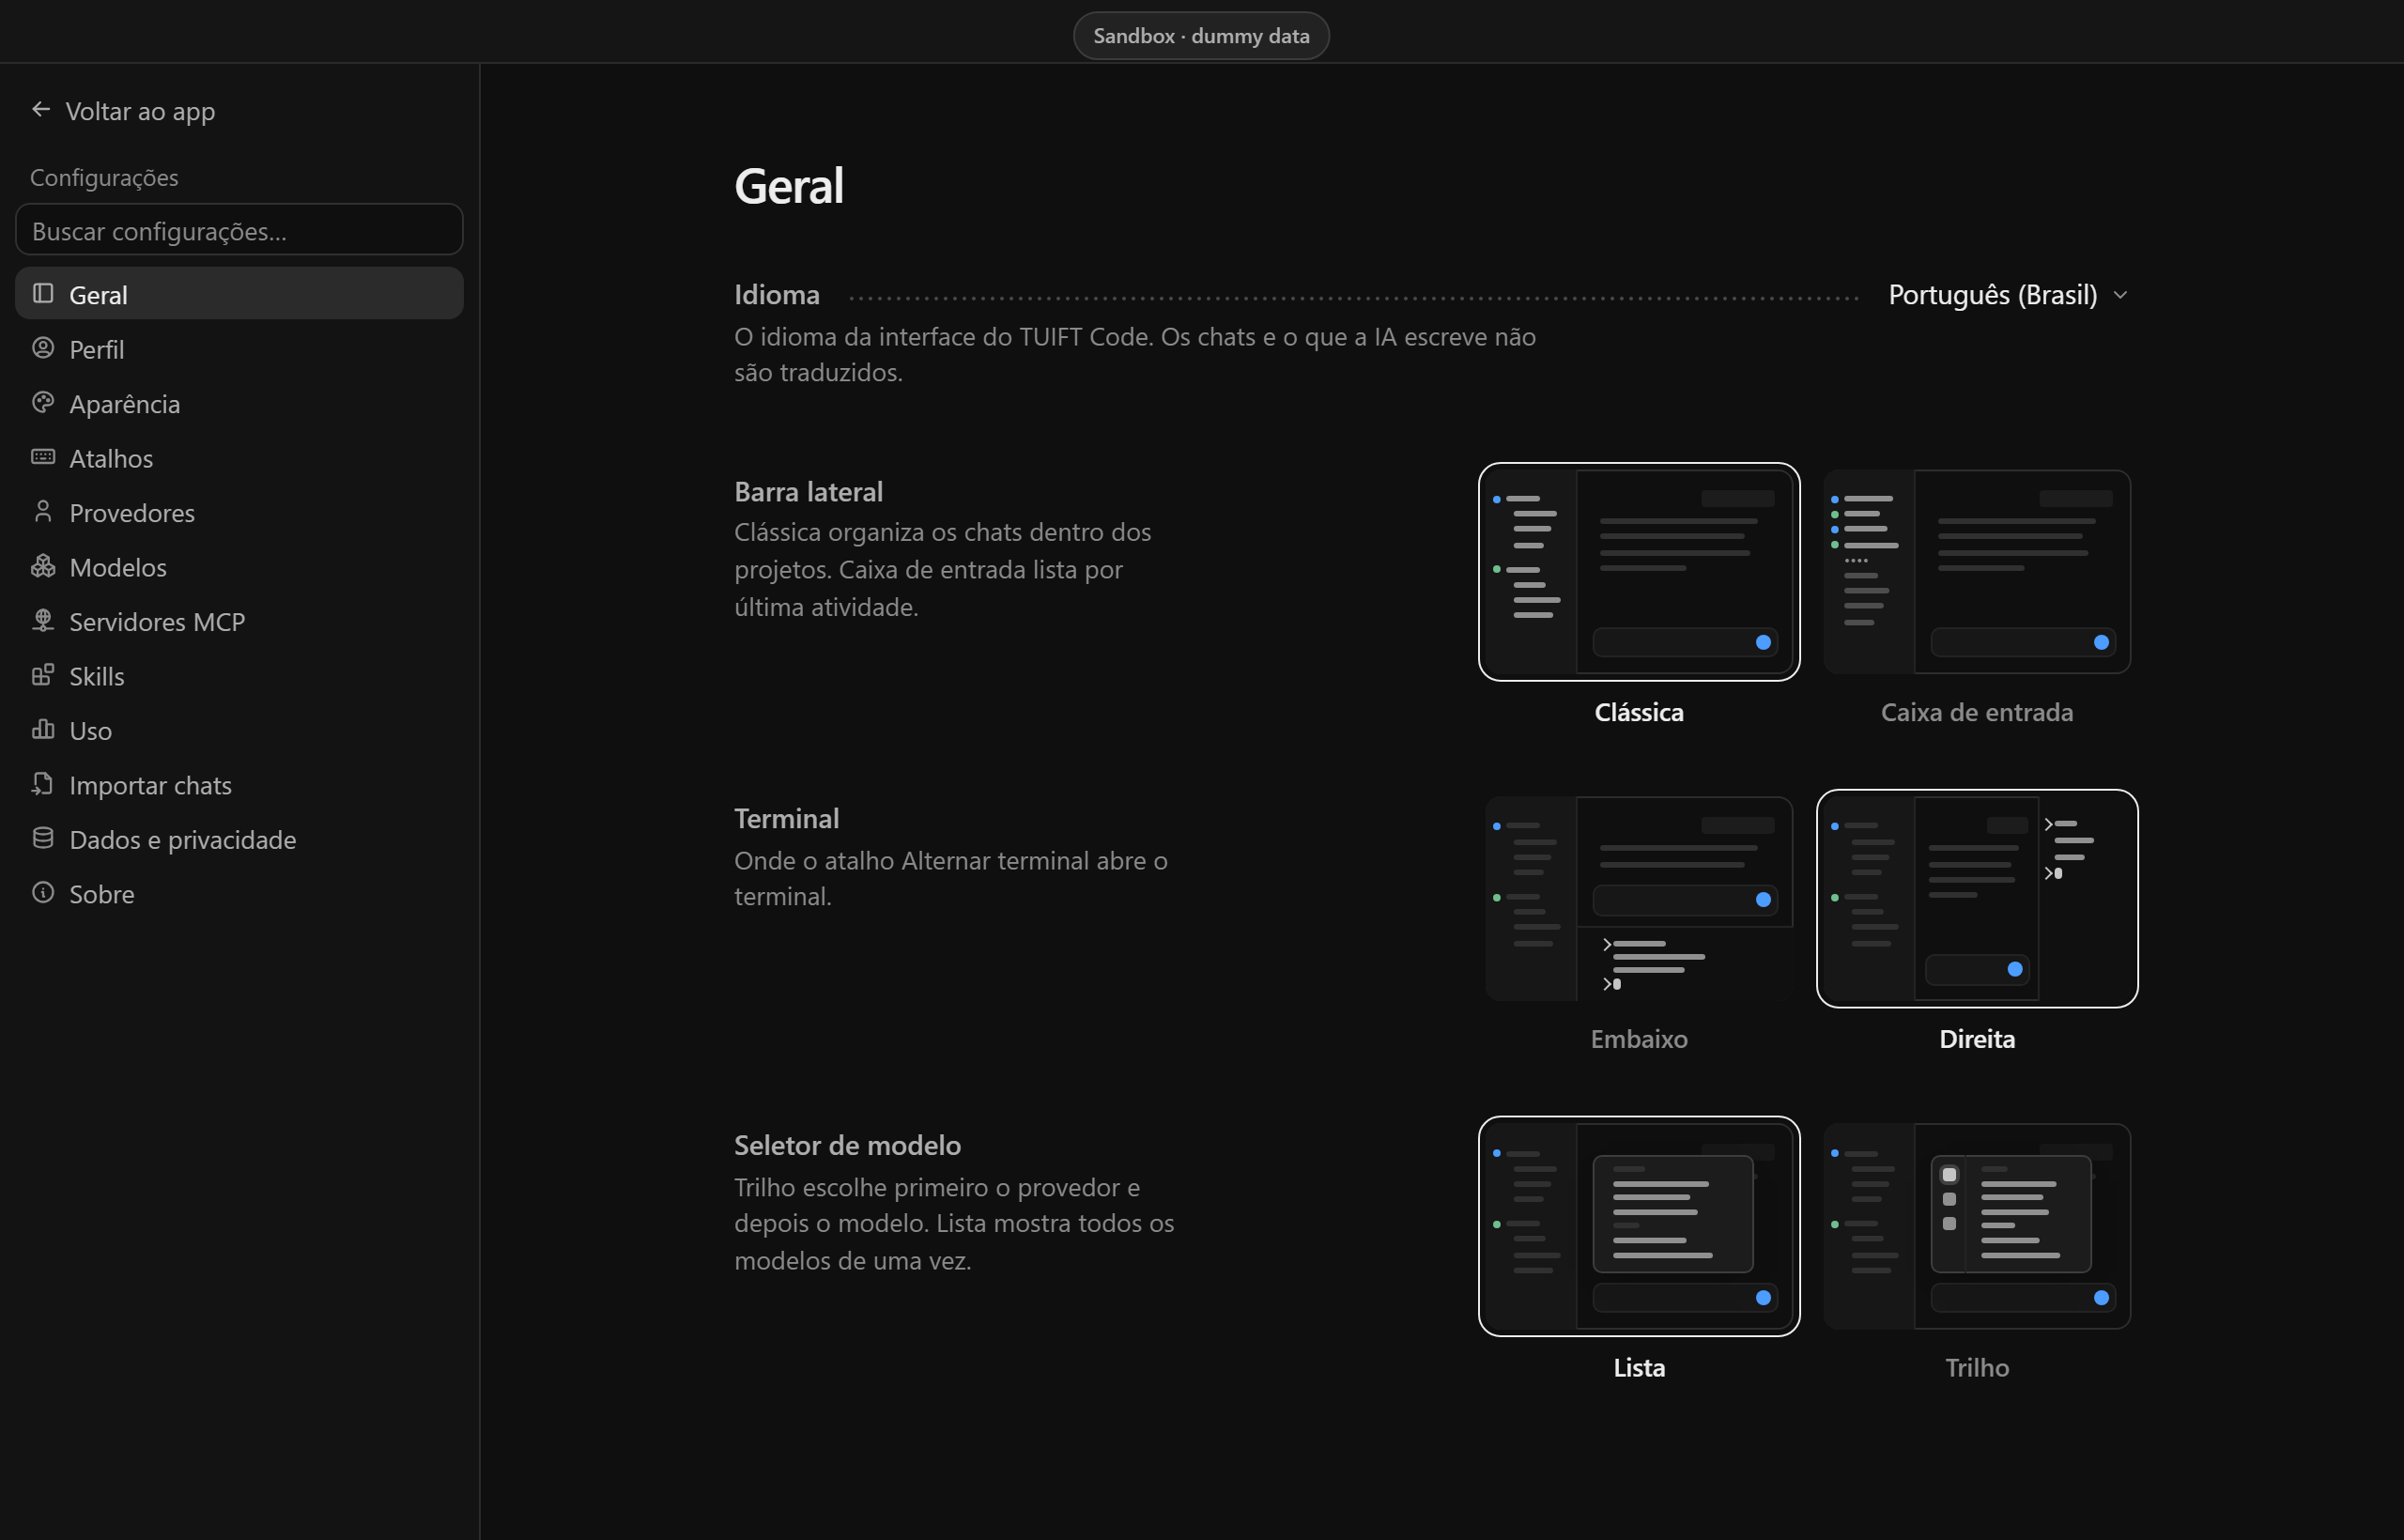 Sandbox · dummy data
Voltar ao app
Configurações
Buscar configurações...
Geral
Perfil
Aparência
Atalhos
Provedores
Modelos
Servidores MCP
Skills
Uso
Importar chats
Dados e privacidade
Sobre
Geral
Idioma
Português (Brasil)
O idioma da interface do TUIFT Code. Os chats e o que a IA escreve não
são traduzidos.
Barra lateral
Clássica organiza os chats dentro dos
projetos. Caixa de entrada lista por
última atividade.
Clássica
Caixa de entrada
Terminal
Onde o atalho Alternar terminal abre o
terminal.
Embaixo
Direita
Seletor de modelo
Trilho escolhe primeiro o provedor e
depois o modelo. Lista mostra todos os
modelos de uma vez.
Lista
Trilho